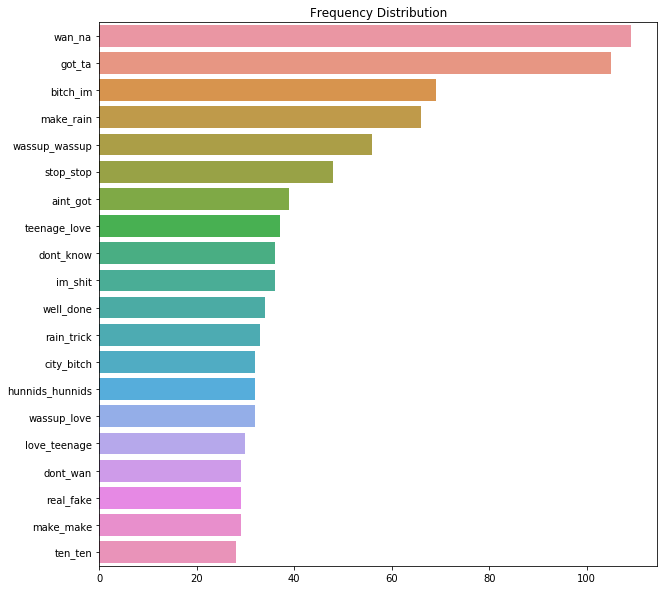 Frequency Distribution
wan_na
got_ta
bitch_im
make_rain
wassup_wassup
stop_stop
aint_got
teenage_love
dont_know
im_shit
well_done
rain_trick
city_bitch
hunnids_hunnids
wassup_love
love_teenage
dont_wan
real_fake
make_make
ten_ten
0 20 40 60 80 100